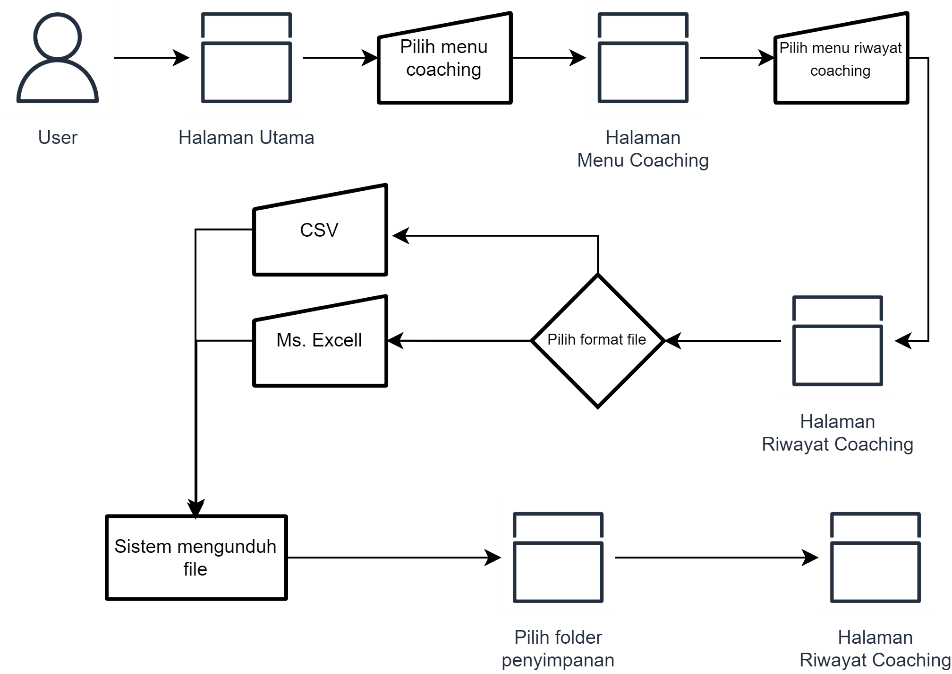 Pilih menu
coaching
Pilih menu riwayat
coaching
User
Halaman Utama
Halaman
Menu Coaching
CSV
Ms. Excell
Pilih format file
Halaman
Riwayat Coaching
Sistem mengunduh
file
Pilih folder
penyimpanan
Halaman
Riwayat Coaching